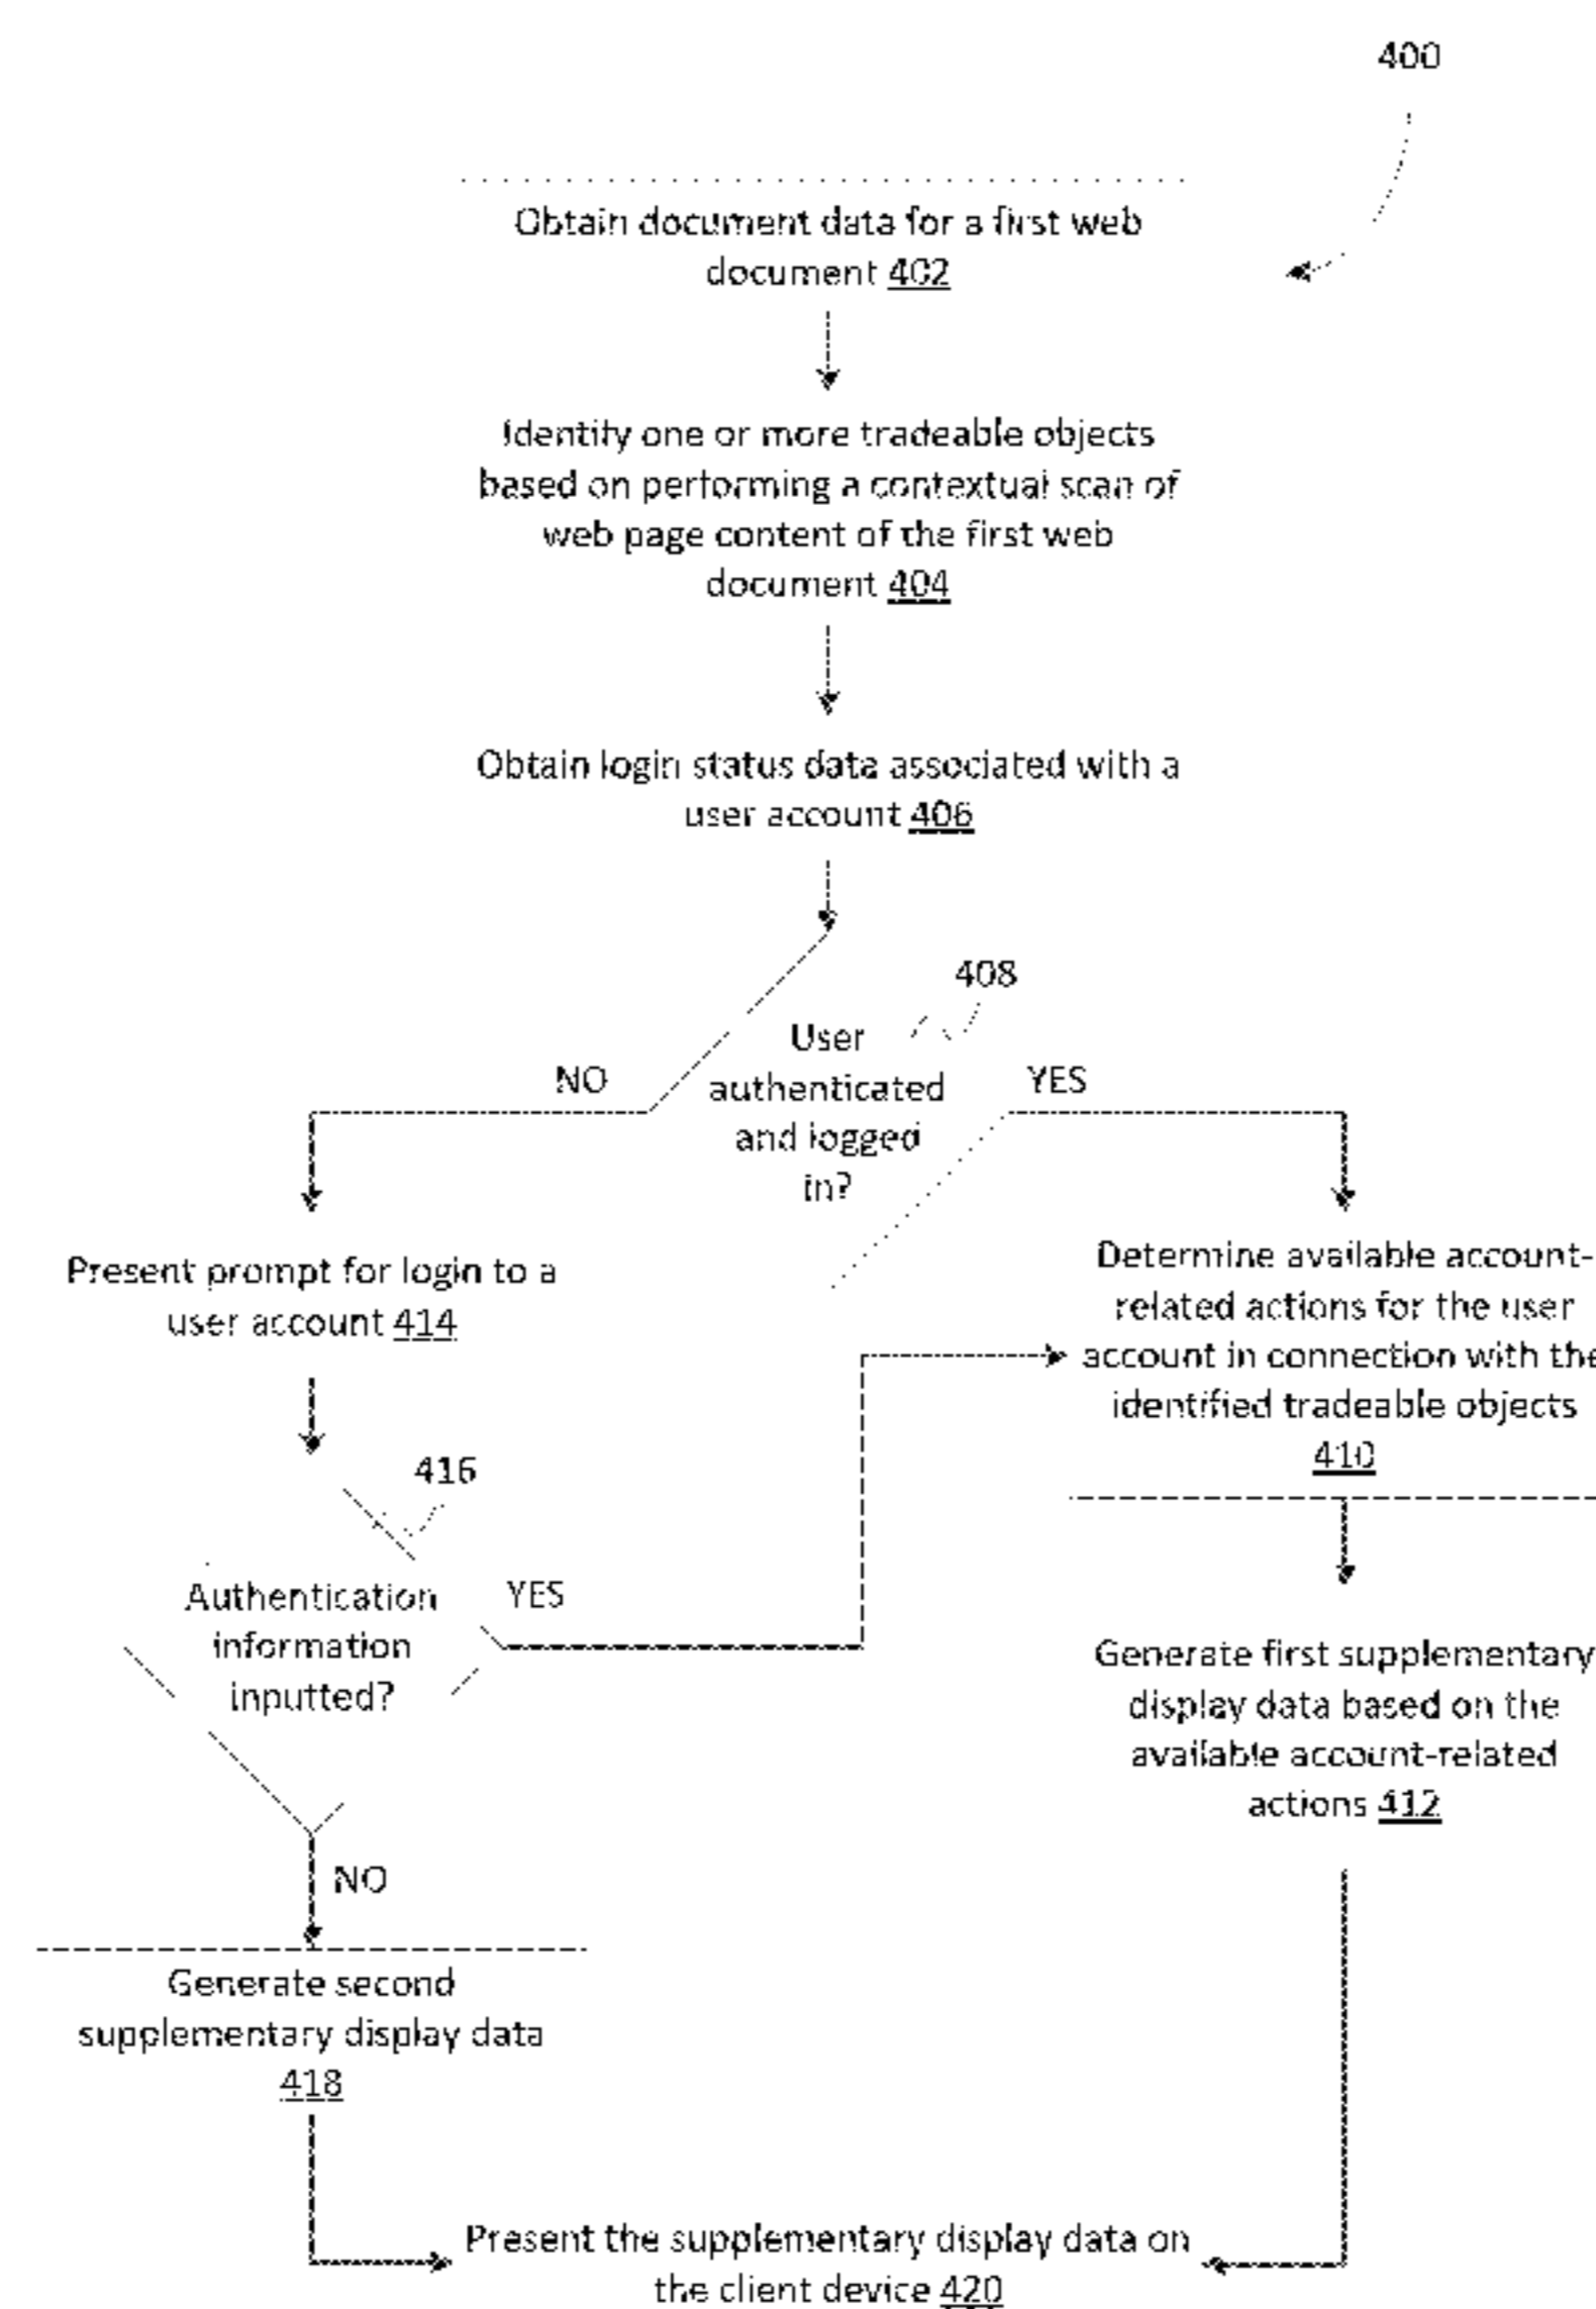 400
Obtain document data for a first web
document 402
Identify one or more tradeable objects
based on performing a contextual scan of
web page content of the first web
document 404
Obtain login status data associated with a
user account 406
408
User
authenticated
and logged
in?
NO
YES
Present prompt for login to a
user account 414
Determine available account-
related actions for the user
account in connection with the
identified tradeable objects
410
416
Authentication
information
inputted?
YES
Generate first supplementary
display data based on the
available account-related
actions 412
NO
Generate second
supplementary display data
418
Present the supplementary display data on
the client device 420